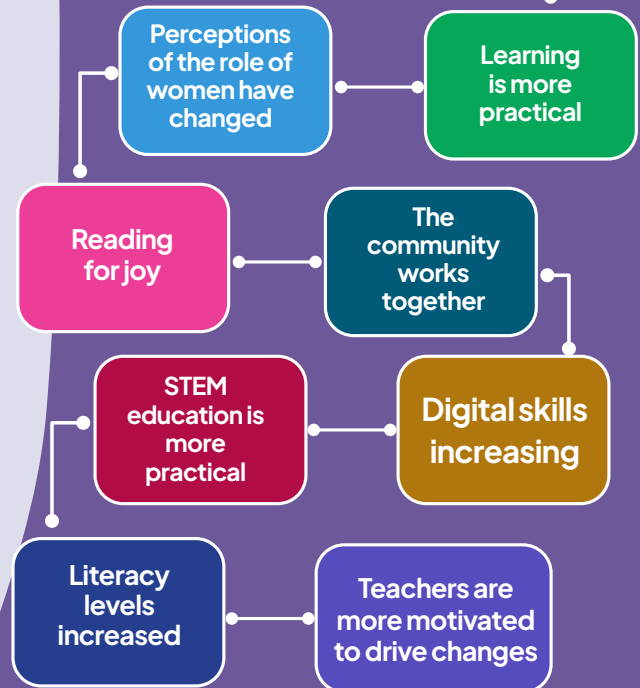 Perceptions
of the role of
women have
changed
Learning
is more
practical
Reading
for joy
The
community
works
together
STEM
education is
more
practical
Digital skills
increasing
Literacy
levels
increased
Teachers are
more motivated
to drive changes